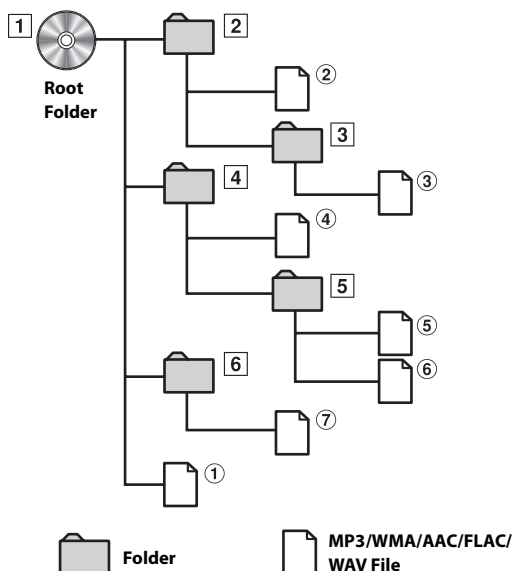 1
2
Root
Folder
②
3
③
4
④
5
⑤
⑥
6
⑦
①
Folder
MP3/WMA/AAC/FLAC/
WAV File